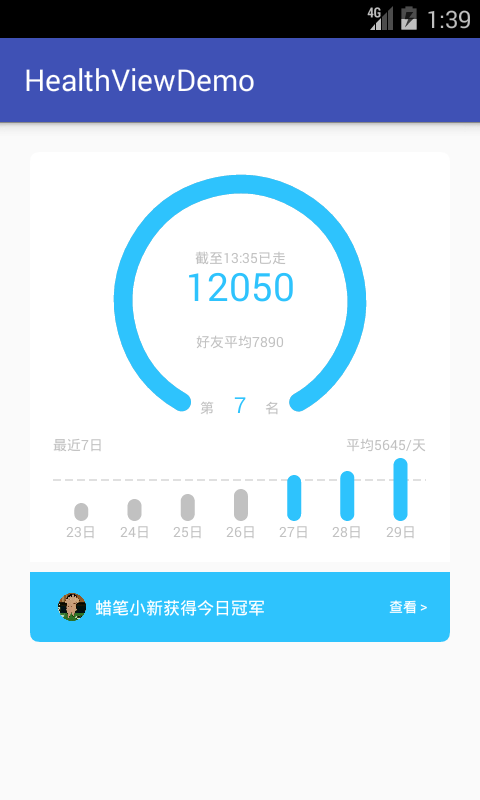 4G 1:39
HealthViewDemo
截至13:35已走
12050
好友平均7890
第 7 名
最近7日 平均5645/天
23日 24日 25日 26日 27日 28日 29日
蜡笔小新获得今日冠军 查看 >